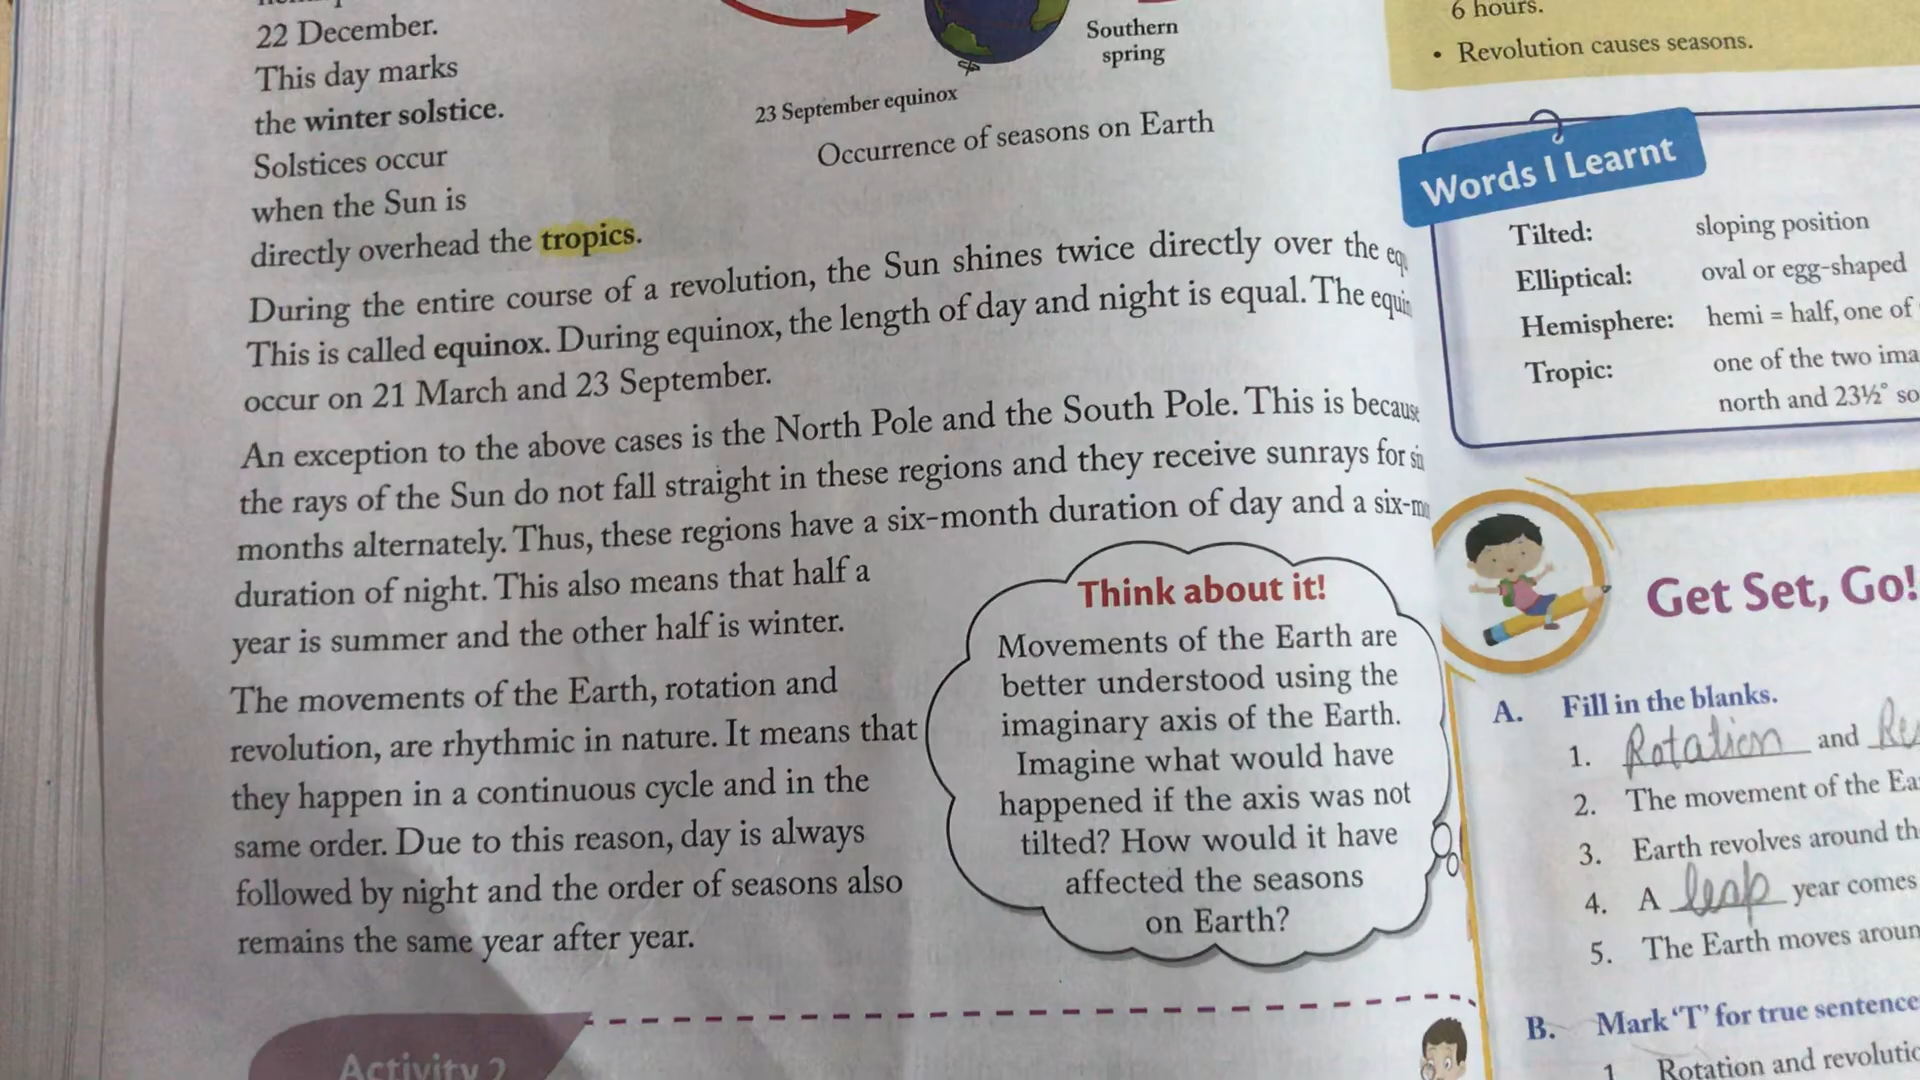 22 December.
This day marks
the winter solstice.
Solstices occur
when the Sun is
directly overhead the tropics.
Southern
spring
23 September equinox
Occurrence of seasons on Earth
During the entire course of a revolution, the Sun shines twice directly over the
This is called equinox. During equinox, the length of day and night is equal. The
occur on 21 March and 23 September.
An exception to the above cases is the North Pole and the South Pole. This is because
the rays of the Sun do not fall straight in these regions and they receive sunrays for
months alternately. Thus, these regions have a six-month duration of day and a
duration of night. This also means that half a
year is summer and the other half is winter.
The movements of the Earth, rotation and
revolution, are rhythmic in nature. It means that
they happen in a continuous cycle and in the
same order. Due to this reason, day is always
followed by night and the order of seasons also
remains the same year after year.
Think about it!
Movements of the Earth are
better understood using the
imaginary axis of the Earth.
Imagine what would have
happened if the axis was not
tilted? How would it have
affected the seasons
on Earth?
Activity 2
6 hours.
• Revolution causes seasons.
Words I Learnt
Tilted: sloping position
Elliptical: oval or egg-shaped
Hemisphere: hemi = half, one of
Tropic: one of the two
north and 23½°
Get Set, Go!
A. Fill in the blanks.
1. Rotation and
2. The movement of the
3. Earth revolves around
4. A leap year comes
5. The Earth moves
B. Mark 'T' for true
1 Rotation and